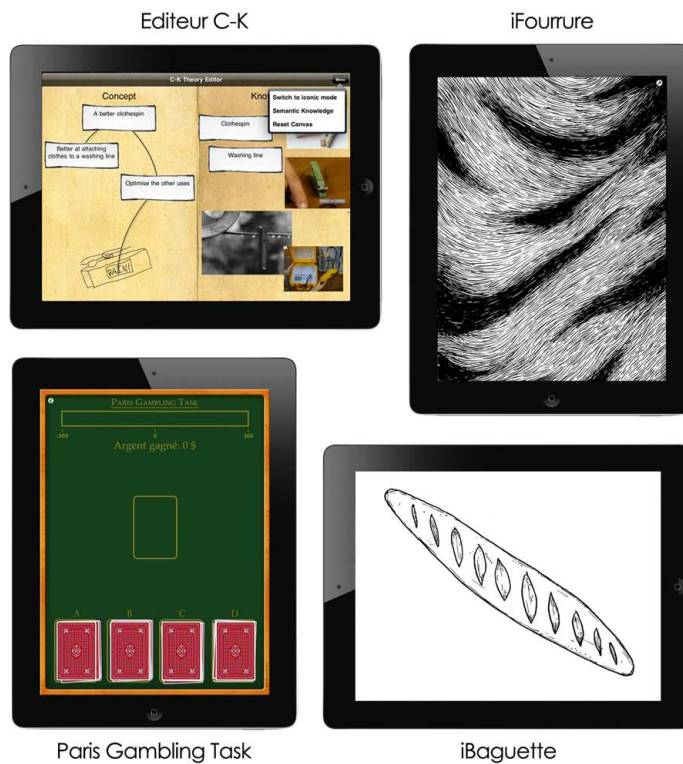 Editeur C-K
iFourrure
C-K Theory Editor
Menu
Concept
Know
Switch to iconic mode
Semantic Knowledge
Reset Canvas
A better clothespin
Clothespin
Better at attaching
clothes to a washing line
Washing line
Optimise the other uses
PARIS GAMBLING TASK
-500
0
500
Argent gagné: 0 $
A
B
C
D
Paris Gambling Task
iBaguette